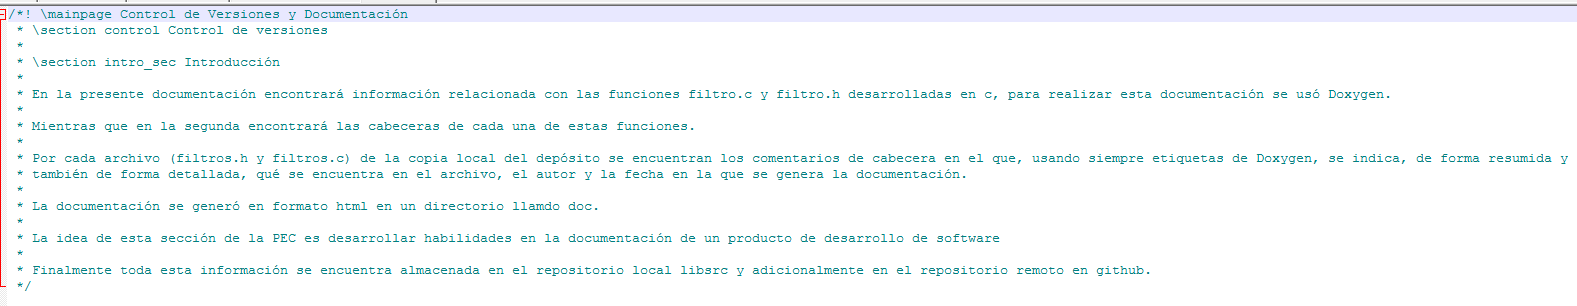 /*! \mainpage Control de Versiones y Documentación
 * \section control Control de versiones
 *
 * \section intro_sec Introducción
 *
 * En la presente documentación encontrará información relacionada con las funciones filtro.c y filtro.h desarrolladas en c, para realizar esta documentación se usó Doxygen.
 *
 * Mientras que en la segunda encontrará las cabeceras de cada una de estas funciones.
 *
 * Por cada archivo (filtros.h y filtros.c) de la copia local del depósito se encuentran los comentarios de cabecera en el que, usando siempre etiquetas de Doxygen, se indica, de forma resumida y
 * también de forma detallada, qué se encuentra en el archivo, el autor y la fecha en la que se genera la documentación.
 *
 * La documentación se generó en formato html en un directorio llamdo doc.
 *
 * La idea de esta sección de la PEC es desarrollar habilidades en la documentación de un producto de desarrollo de software
 *
 * Finalmente toda esta información se encuentra almacenada en el repositorio local libsrc y adicionalmente en el repositorio remoto en github.
 */